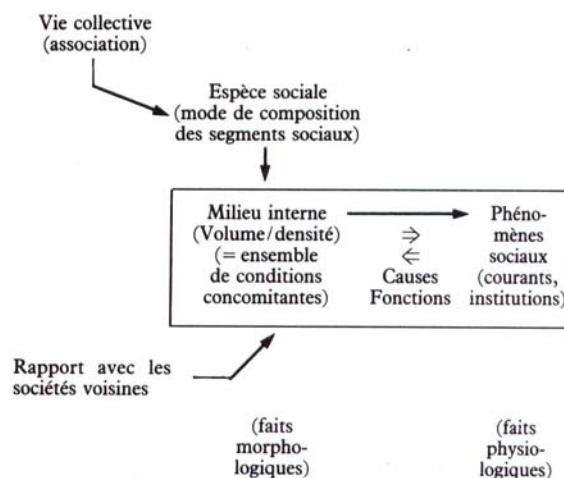 Vie collective
(association)
Espèce sociale
(mode de composition
des segments sociaux)
Milieu interne
(Volume/densité)
(= ensemble
de conditions
concomitantes)
⇒
⇐
Causes
Fonctions
Phéno-
mènes
sociaux
(courants,
institutions)
Rapport avec les
sociétés voisines
(faits
morpho-
logiques)
(faits
physio-
logiques)